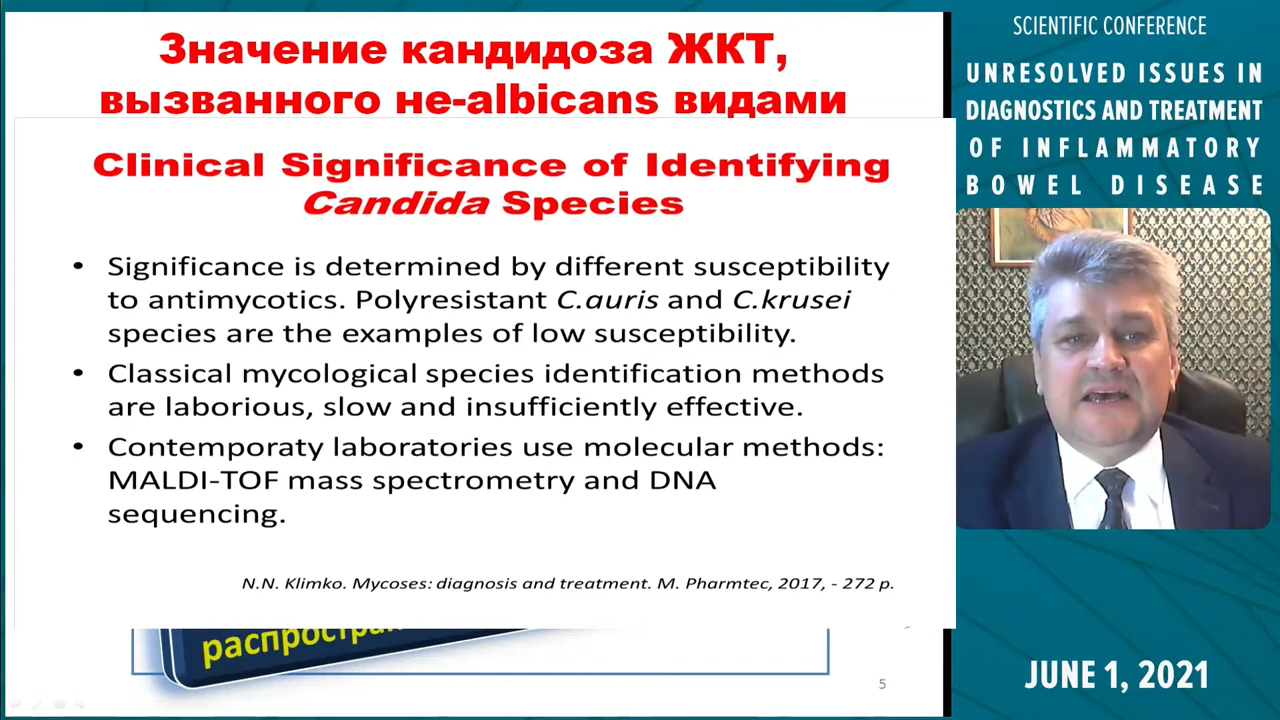 Значение кандидоза ЖКТ,
вызванного не-albicans видами
Clinical Significance of Identifying
Candida Species
• Significance is determined by different susceptibility
to antimycotics. Polyresistant C.auris and C.krusei
species are the examples of low susceptibility.
• Classical mycological species identification methods
are laborious, slow and insufficiently effective.
• Contemporaty laboratories use molecular methods:
MALDI-TOF mass spectrometry and DNA
sequencing.
N.N. Klimko. Mycoses: diagnosis and treatment. M. Pharmtec, 2017, - 272 p.
5
SCIENTIFIC CONFERENCE
UNRESOLVED ISSUES IN
DIAGNOSTICS AND TREATMENT
OF INFLAMMATORY
BOWEL DISEASE
JUNE 1, 2021